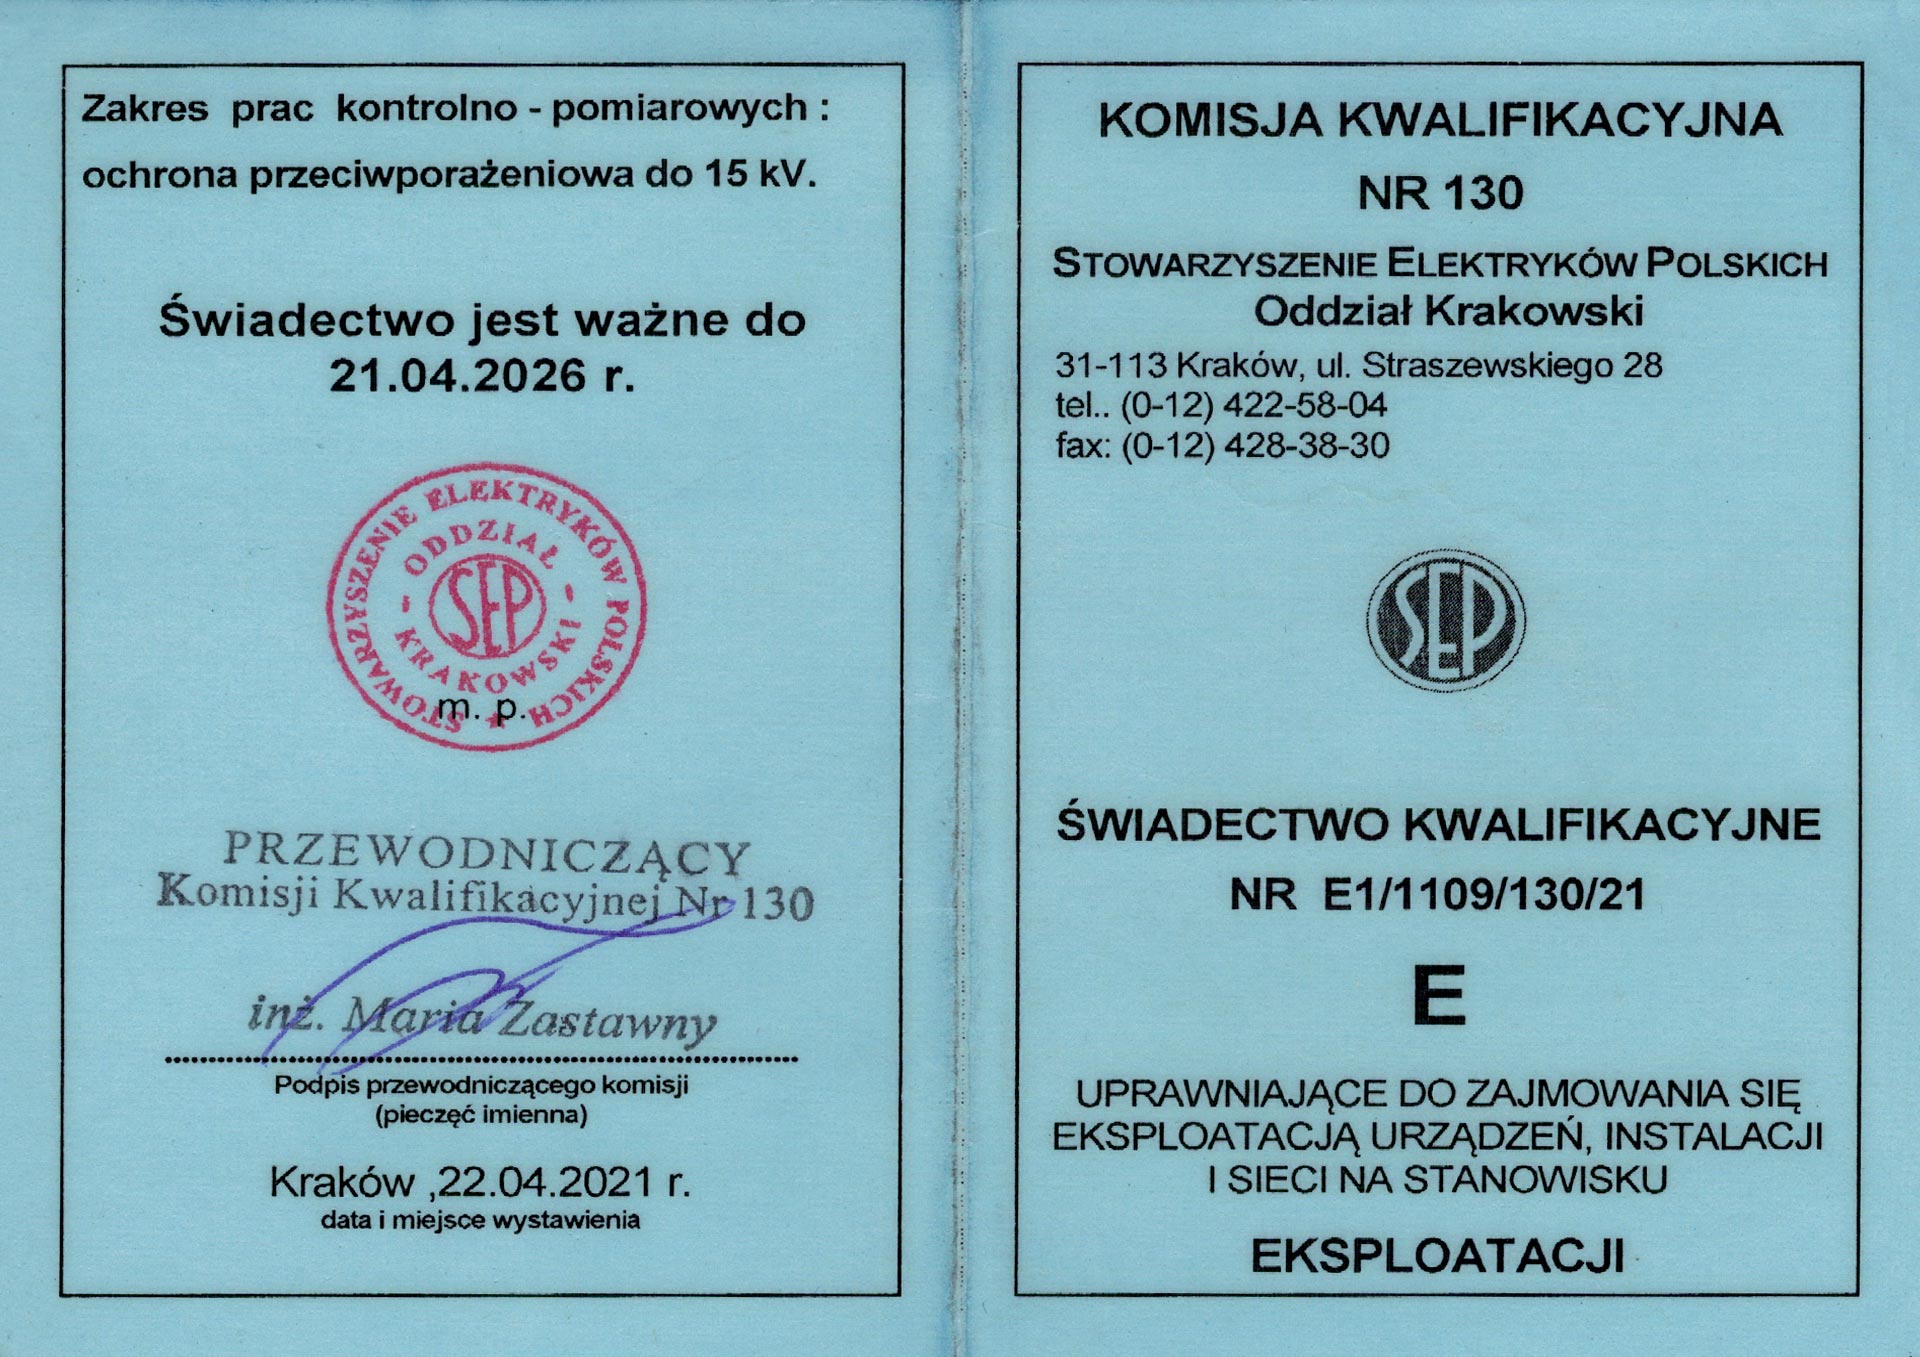 Zakres prac kontrolno - pomiarowych :
ochrona przeciwporażeniowa do 15 kV.
Świadectwo jest ważne do
21.04.2026 r.
STOWARZYSZENIE ELEKTRYKÓW POLSKICH
- ODDZIAŁ -
SEP
KRAKOWSKI
m. p.
PRZEWODNICZĄCY
Komisji Kwalifikacyjnej Nr 130
inż. Maria Zastawny
Podpis przewodniczącego komisji
(pieczęć imienna)
Kraków ,22.04.2021 r.
data i miejsce wystawienia
KOMISJA KWALIFIKACYJNA
NR 130
STOWARZYSZENIE ELEKTRYKÓW POLSKICH
Oddział Krakowski
31-113 Kraków, ul. Straszewskiego 28
tel.. (0-12) 422-58-04
fax: (0-12) 428-38-30
SEP
ŚWIADECTWO KWALIFIKACYJNE
NR E1/1109/130/21
E
UPRAWNIAJĄCE DO ZAJMOWANIA SIĘ
EKSPLOATACJĄ URZĄDZEŃ, INSTALACJI
I SIECI NA STANOWISKU
EKSPLOATACJI